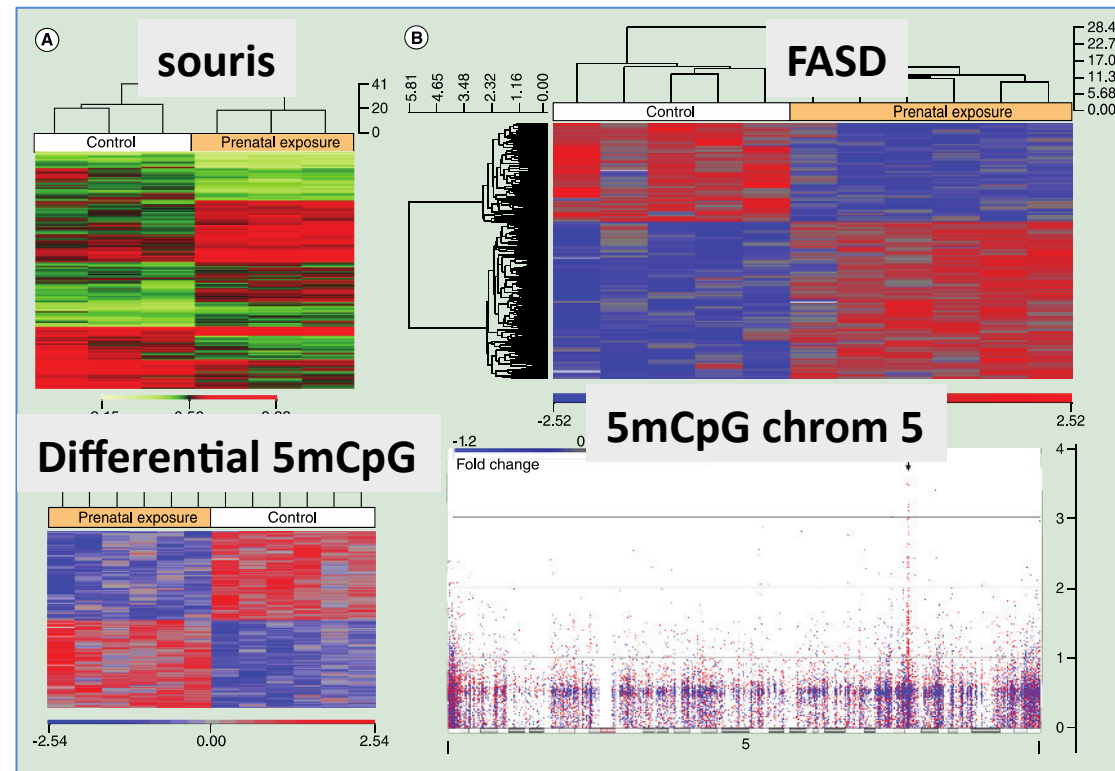 A
souris
41
20
0
Control
Prenatal exposure
B
FASD
5.81
4.65
3.48
2.32
1.16
0.00
28.4
22.7
17.0
11.3
5.68
0.00
Control
Prenatal exposure
-2.52
2.52
Differential 5mCpG
Prenatal exposure
Control
-2.54
0.00
2.54
5mCpG chrom 5
-1.2
0
Fold change
4
3
2
1
0
5